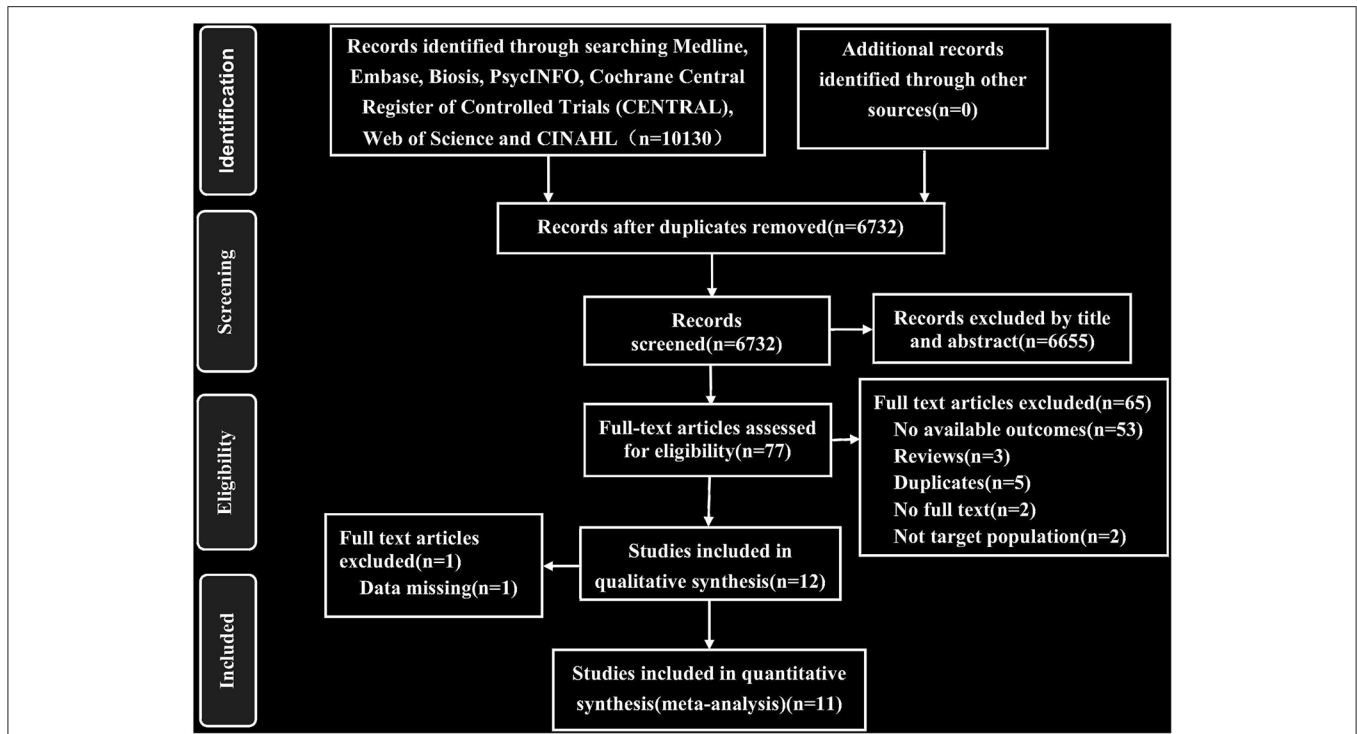 Identification
Records identified through searching Medline,
Embase, Biosis, PsycINFO, Cochrane Central
Register of Controlled Trials (CENTRAL),
Web of Science and CINAHL（n=10130）
Additional records
identified through other
sources(n=0)
Screening
Records after duplicates removed(n=6732)
Records
screened(n=6732)
Records excluded by title
and abstract(n=6655)
Eligibility
Full-text articles assessed
for eligibility(n=77)
Full text articles excluded(n=65)
No available outcomes(n=53)
Reviews(n=3)
Duplicates(n=5)
No full text(n=2)
Not target population(n=2)
Full text articles
excluded(n=1)
Data missing(n=1)
Studies included in
qualitative synthesis(n=12)
Included
Studies included in quantitative
synthesis(meta-analysis)(n=11)